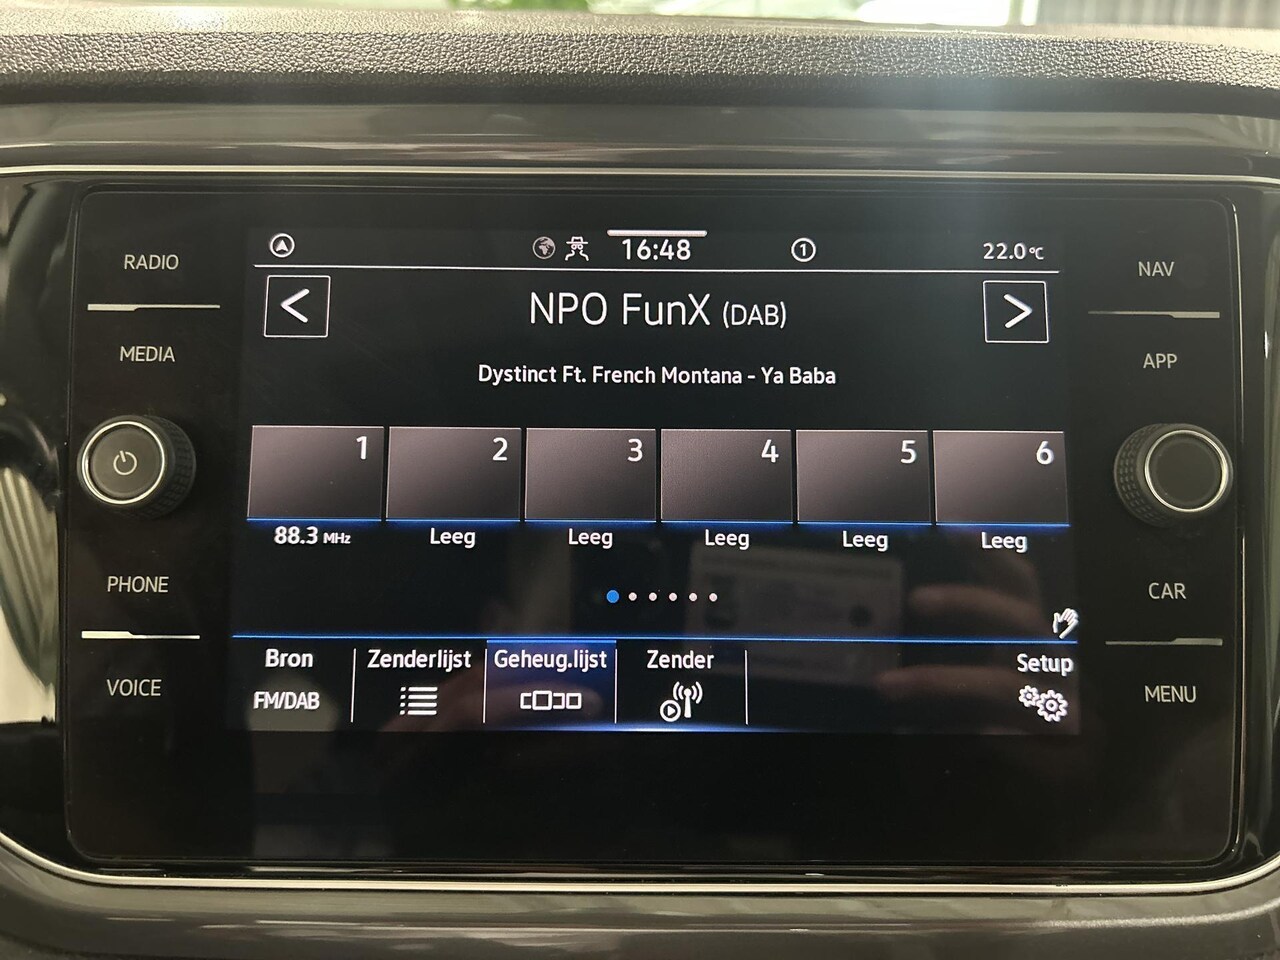 RADIO
MEDIA
PHONE
VOICE
16:48
1
22.0°C
NPO FunX (DAB)
Dystinct Ft. French Montana - Ya Baba
1 2 3 4 5 6
88.3 MHz Leeg Leeg Leeg Leeg Leeg
Bron Zenderlijst Geheug.lijst Zender Setup
FM/DAB
NAV
APP
CAR
MENU